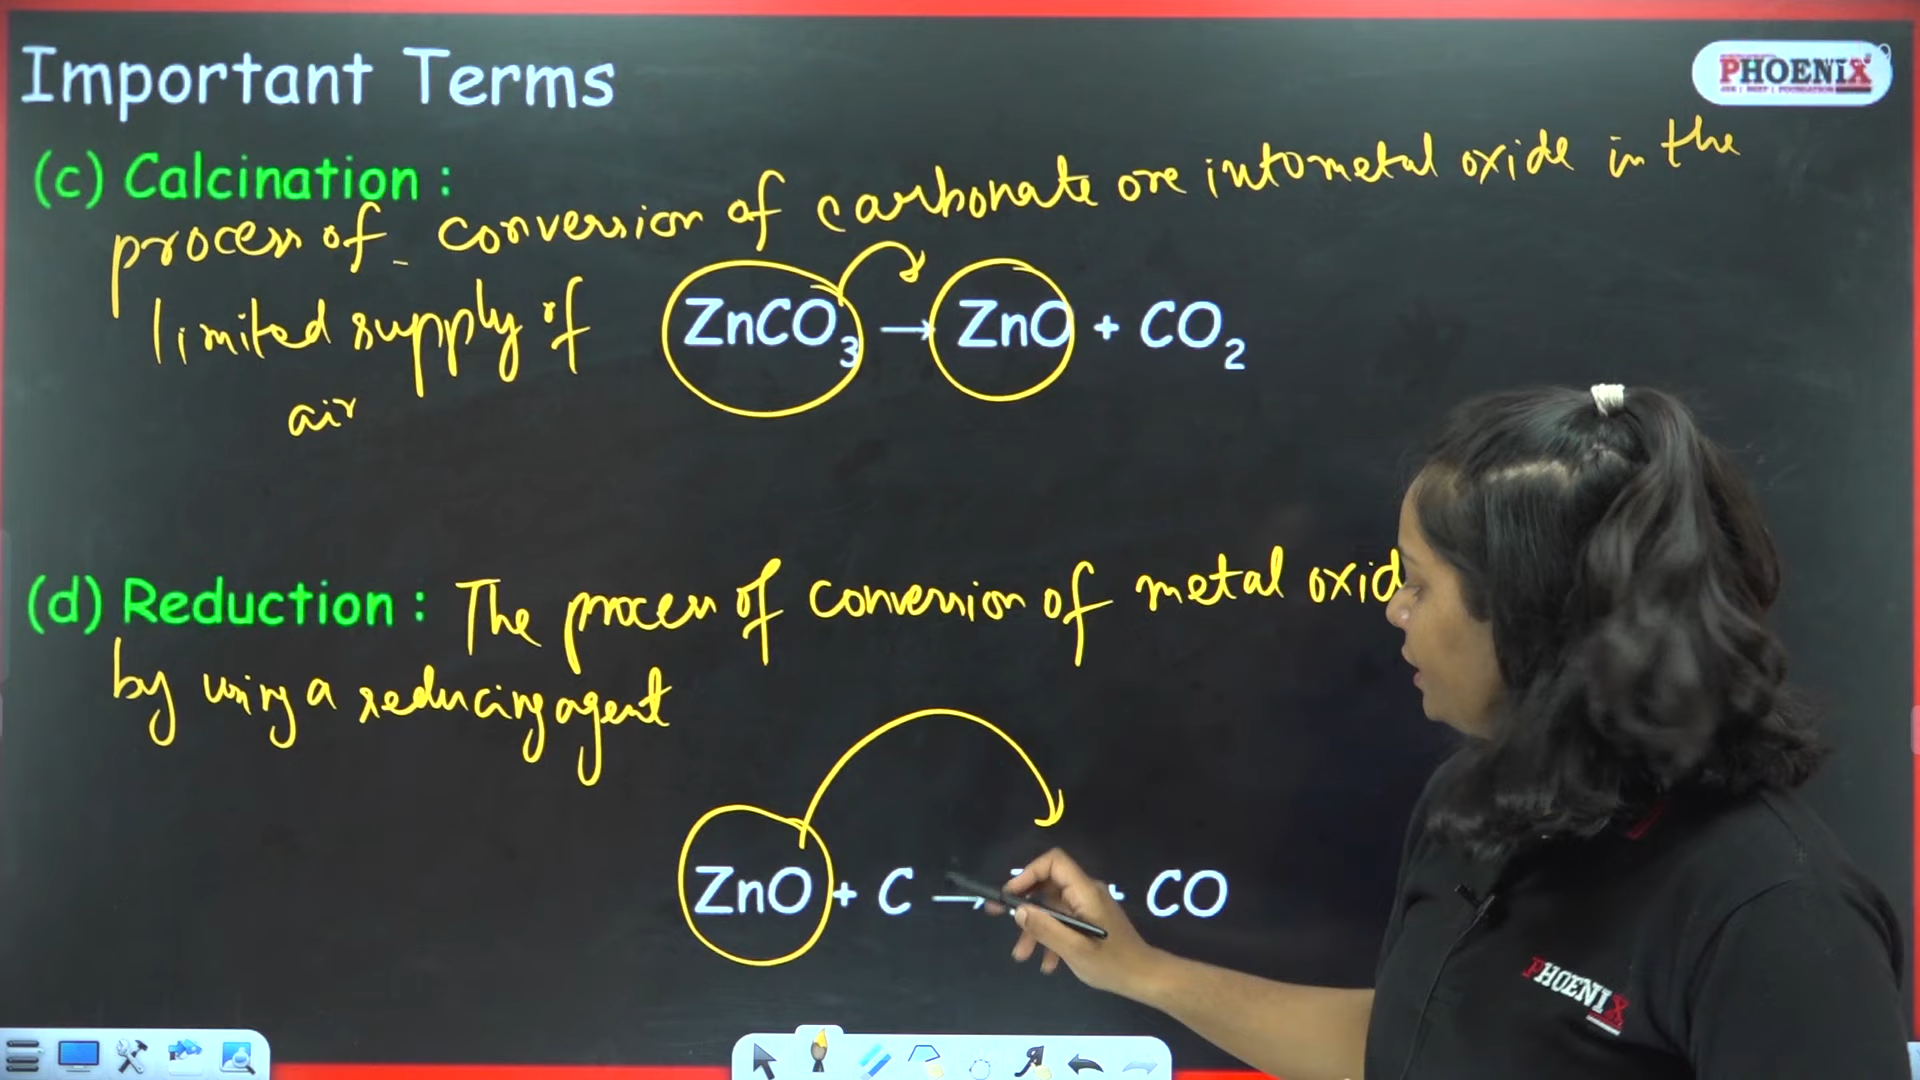 Important Terms
PHOENIX
(c) Calcination :
process of conversion of carbonate ore into metal oxide in the
limited supply of
air
ZnCO₃ → ZnO + CO₂
(d) Reduction : The process of conversion of metal oxid
by using a reducing agent
ZnO + C → + CO
PHOENIX